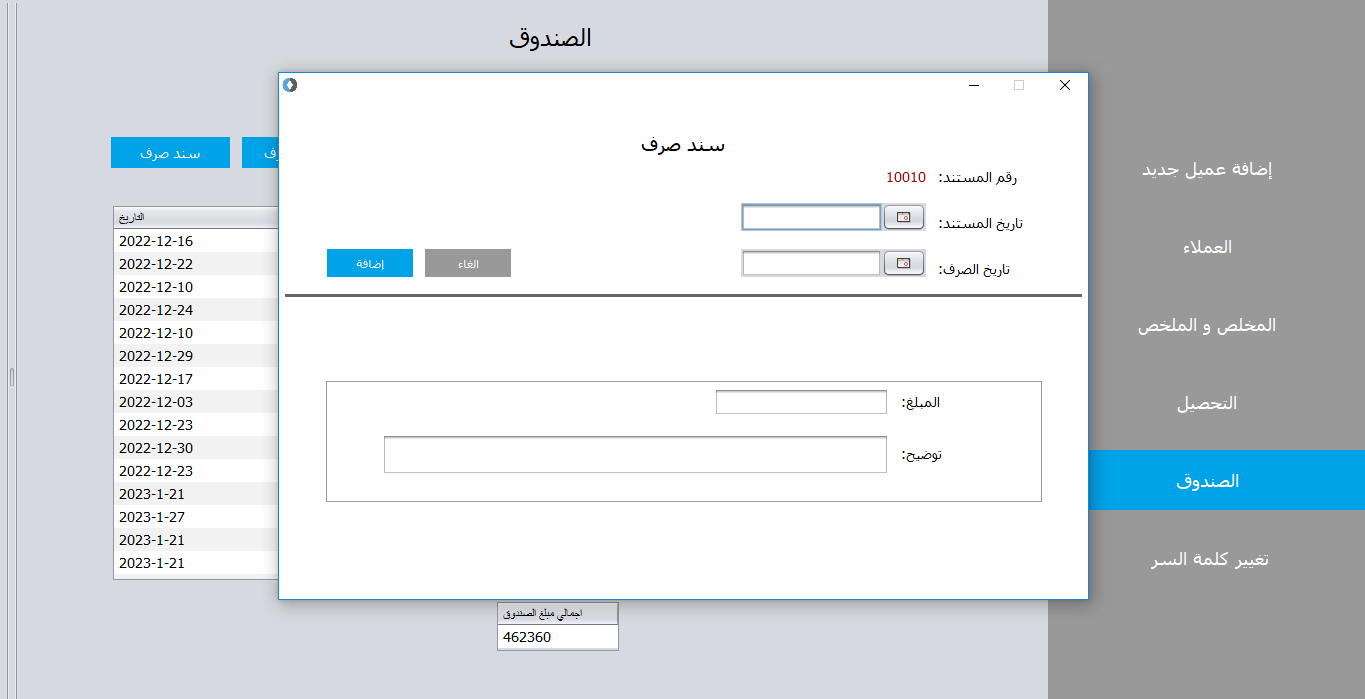 الصندوق
سند صرف
سند صرف
رقم المستند: 10010
تاريخ المستند:
تاريخ الصرف:
الغاء
إضافة
المبلغ:
توضيح:
التاريخ
2022-12-16
2022-12-22
2022-12-10
2022-12-24
2022-12-10
2022-12-29
2022-12-17
2022-12-03
2022-12-23
2022-12-30
2022-12-23
2023-1-21
2023-1-27
2023-1-21
2023-1-21
اجمالي مبلغ الصندوق
462360
إضافة عميل جديد
العملاء
المخلص و الملخص
التحصيل
الصندوق
تغيير كلمة السر